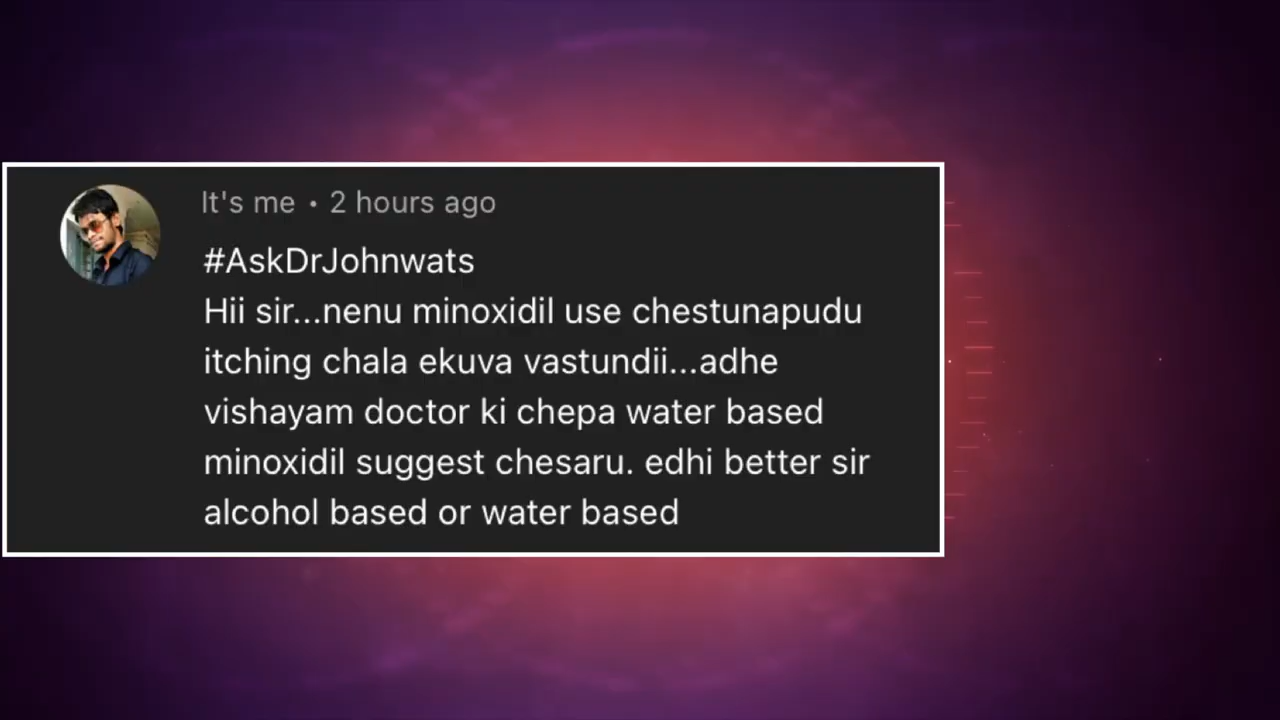 It's me • 2 hours ago
#AskDrJohnwats
Hii sir...nenu minoxidil use chestunapudu
itching chala ekuva vastundii...adhe
vishayam doctor ki chepa water based
minoxidil suggest chesaru. edhi better sir
alcohol based or water based